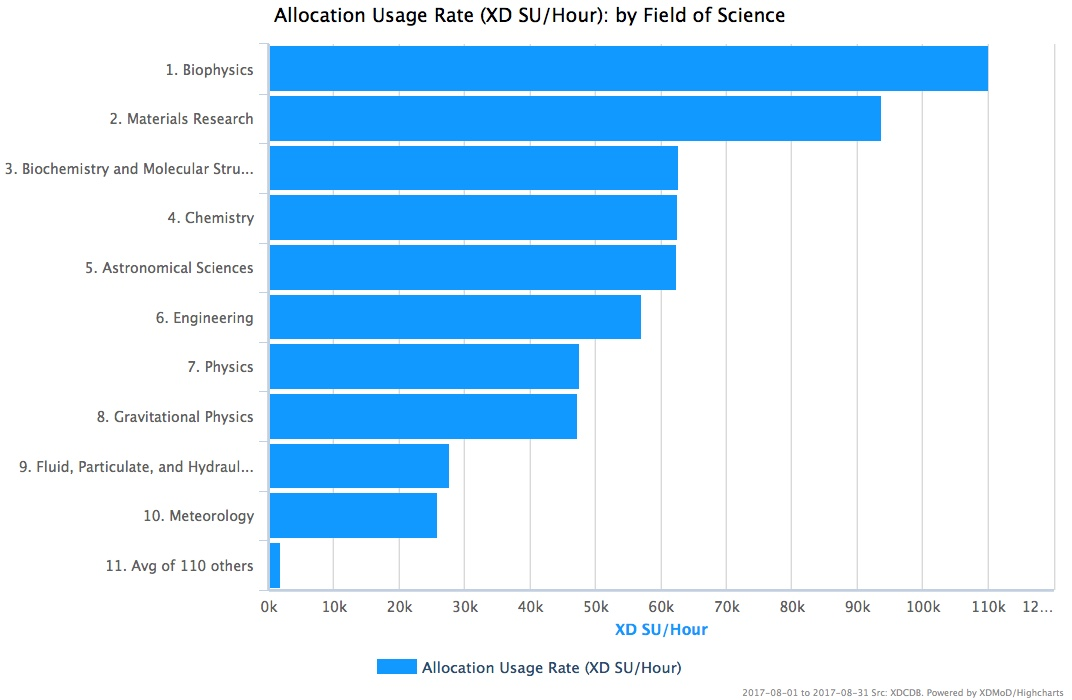 Allocation Usage Rate (XD SU/Hour): by Field of Science
1. Biophysics
2. Materials Research
3. Biochemistry and Molecular Stru...
4. Chemistry
5. Astronomical Sciences
6. Engineering
7. Physics
8. Gravitational Physics
9. Fluid, Particulate, and Hydraul...
10. Meteorology
11. Avg of 110 others
0k 10k 20k 30k 40k 50k 60k 70k 80k 90k 100k 110k 12...
XD SU/Hour
Allocation Usage Rate (XD SU/Hour)
2017-08-01 to 2017-08-31 Src: XDCDB. Powered by XDMoD/Highcharts